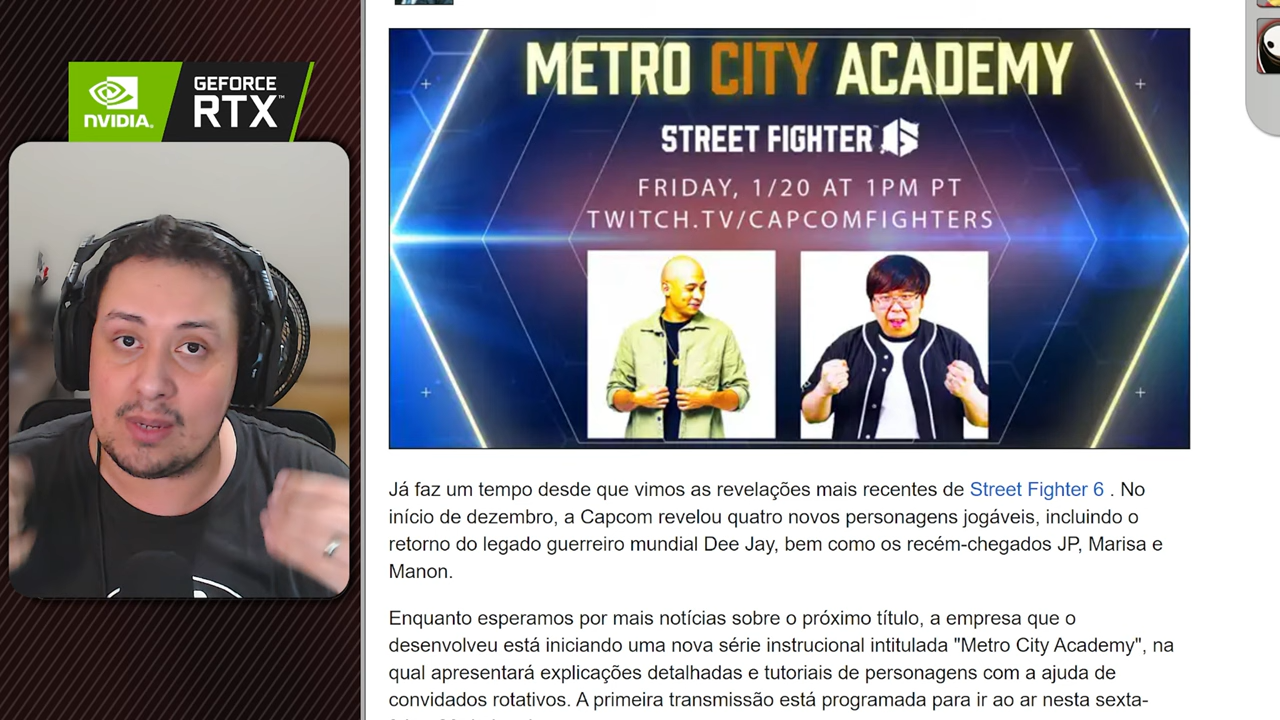 NVIDIA.
GEFORCE
RTX™
METRO CITY ACADEMY
STREET FIGHTER™ 6
FRIDAY, 1/20 AT 1PM PT
TWITCH.TV/CAPCOMFIGHTERS
Já faz um tempo desde que vimos as revelações mais recentes de Street Fighter 6 . No
início de dezembro, a Capcom revelou quatro novos personagens jogáveis, incluindo o
retorno do legado guerreiro mundial Dee Jay, bem como os recém-chegados JP, Marisa e
Manon.
Enquanto esperamos por mais notícias sobre o próximo título, a empresa que o
desenvolveu está iniciando uma nova série instrucional intitulada "Metro City Academy", na
qual apresentará explicações detalhadas e tutoriais de personagens com a ajuda de
convidados rotativos. A primeira transmissão está programada para ir ao ar nesta sexta-